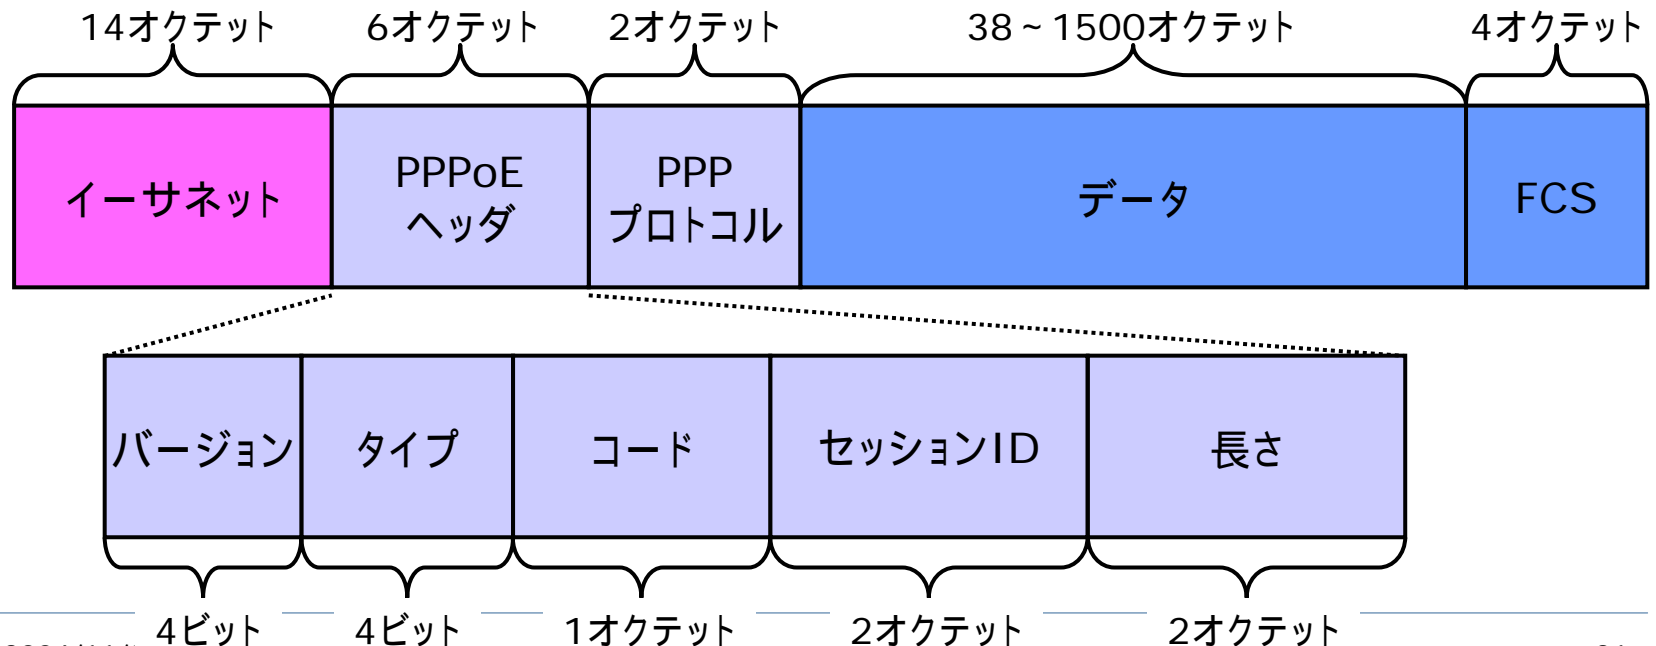 14オクテット 6オクテット 2オクテット 38～1500オクテット 4オクテット
イーサネット
PPPoE
ヘッダ
PPP
プロトコル
データ
FCS
バージョン タイプ コード セッションID 長さ
4ビット 4ビット 1オクテット 2オクテット 2オクテット